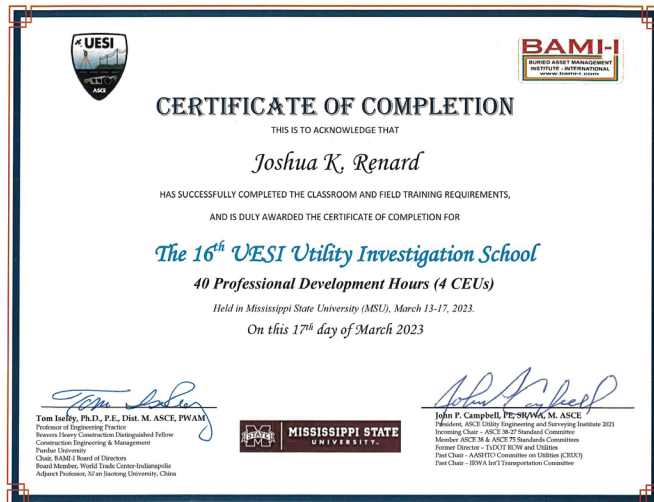 UESI
ASCE
BAMI-I
BURIED ASSET MANAGEMENT
INSTITUTE - INTERNATIONAL
www.bami-i.com
CERTIFICATE OF COMPLETION
THIS IS TO ACKNOWLEDGE THAT
Joshua K. Renard
HAS SUCCESSFULLY COMPLETED THE CLASSROOM AND FIELD TRAINING REQUIREMENTS,
AND IS DULY AWARDED THE CERTIFICATE OF COMPLETION FOR
The 16th UESI Utility Investigation School
40 Professional Development Hours (4 CEUs)
Held in Mississippi State University (MSU), March 13-17, 2023.
On this 17th day of March 2023
Tom Iseley
Tom Iseley, Ph.D., P.E., Dist. M. ASCE, PWAM
Professor of Engineering Practice
Beavers Heavy Construction Distinguished Fellow
Construction Engineering & Management
Purdue University
Chair, BAMI-I Board of Directors
Board Member, World Trade Center-Indianapolis
Adjunct Professor, Xi'an Jiaotong University, China
STATE
MISSISSIPPI STATE
UNIVERSITY™
John P Campbell
John P. Campbell, PE, SR/WA, M. ASCE
President, ASCE Utility Engineering and Surveying Institute 2021
Incoming Chair – ASCE 38-27 Standard Committee
Member ASCE 38 & ASCE 75 Standards Committees
Former Director – TxDOT ROW and Utilities
Past Chair - AASHTO Committee on Utilities (CRUO)
Past Chair – IRWA Int'l Transportation Committee